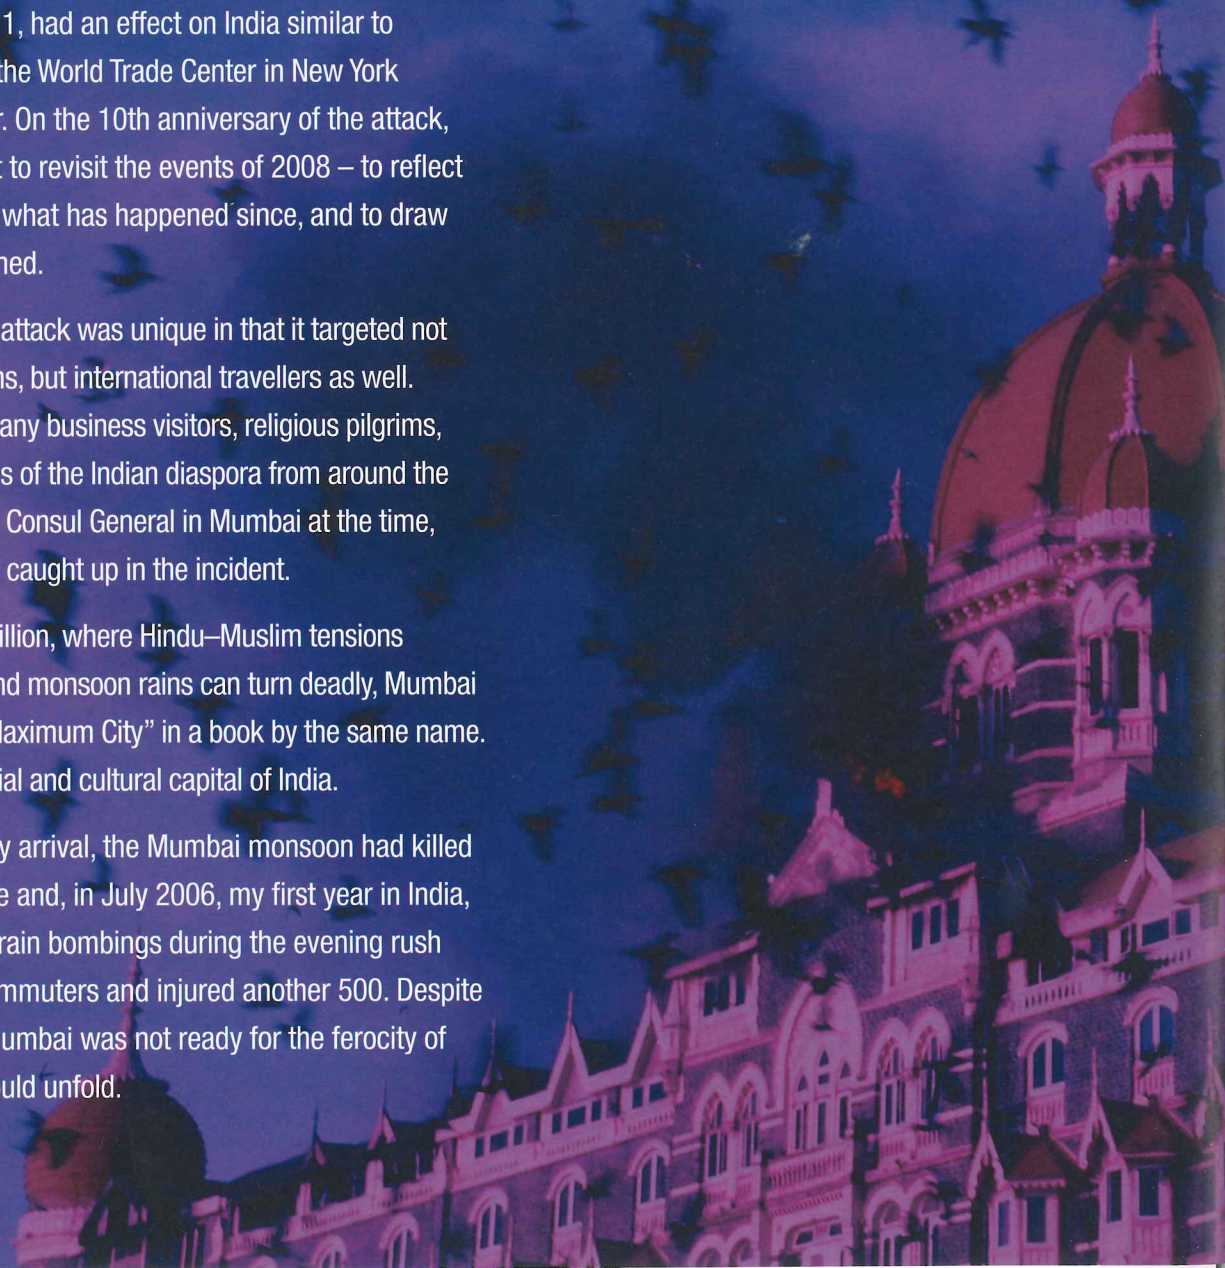 1, had an effect on India similar to
the World Trade Center in New York
. On the 10th anniversary of the attack,
to revisit the events of 2008 – to reflect
what has happened since, and to draw
ned.
attack was unique in that it targeted not
ns, but international travellers as well.
any business visitors, religious pilgrims,
s of the Indian diaspora from around the
Consul General in Mumbai at the time,
caught up in the incident.
illion, where Hindu–Muslim tensions
nd monsoon rains can turn deadly, Mumbai
laximum City” in a book by the same name.
ial and cultural capital of India.
y arrival, the Mumbai monsoon had killed
e and, in July 2006, my first year in India,
rain bombings during the evening rush
mmuters and injured another 500. Despite
umbai was not ready for the ferocity of
uld unfold.